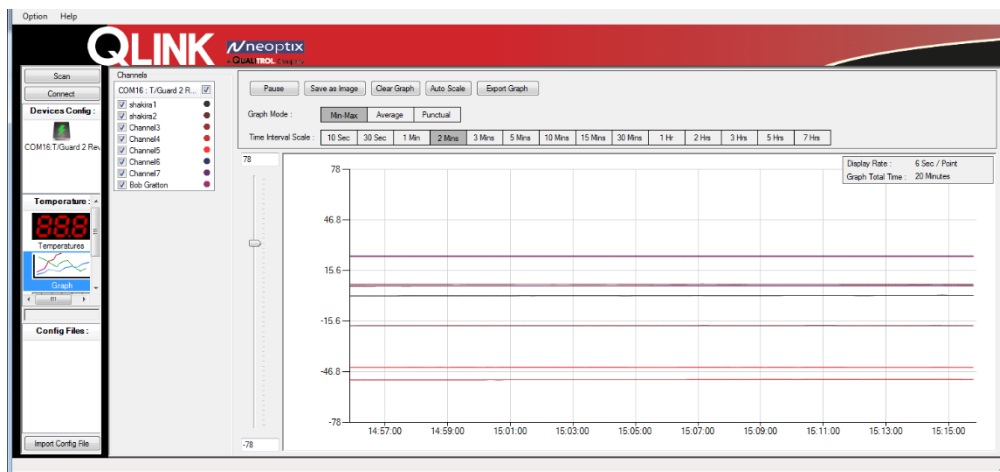 Option Help
QLINK
neoptix
A QUALITROL Company
Scan
Connect
Devices Config :
COM16:T/Guard 2 Rev
Temperature :
888
Temperatures
Graph
Config Files :
Import Config File
Channels
COM16 : T/Guard 2 R...
shakira1
shakira2
Channel3
Channel4
Channel5
Channel6
Channel7
Bob Gratton
Pause Save as Image Clear Graph Auto Scale Export Graph
Graph Mode : Min-Max Average Punctual
Time Interval Scale : 10 Sec 30 Sec 1 Min 2 Mins 3 Mins 5 Mins 10 Mins 15 Mins 30 Mins 1 Hr 2 Hrs 3 Hrs 5 Hrs 7 Hrs
78
-78
Display Rate : 6 Sec / Point
Graph Total Time : 20 Minutes
78
46.8
15.6
-15.6
-46.8
-78
14:57:00 14:59:00 15:01:00 15:03:00 15:05:00 15:07:00 15:09:00 15:11:00 15:13:00 15:15:00